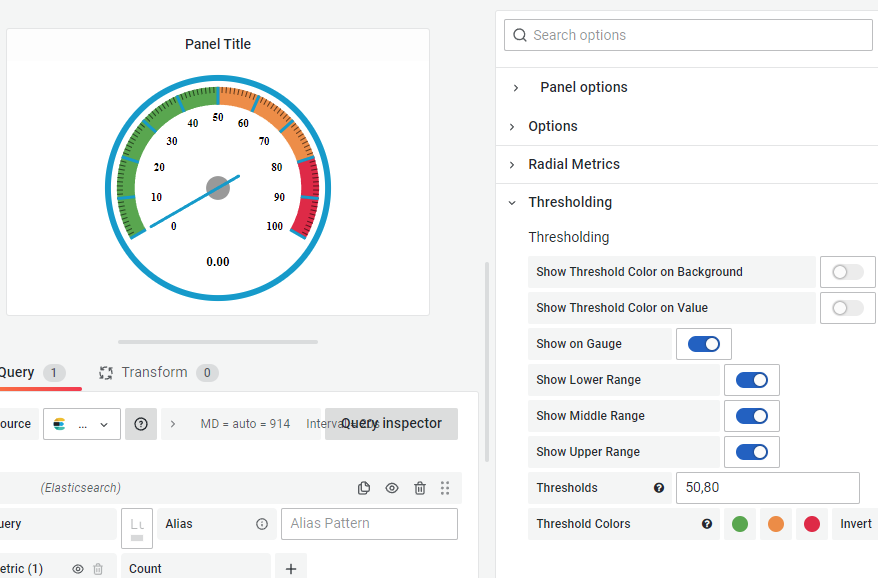 Panel Title
50
40
60
30
70
20
80
10
90
0
100
0.00
Query 1
Transform 0
ource
...
MD = auto = 914
Query inspector
(Elasticsearch)
uery
Alias
Alias Pattern
etric (1)
Count
Search options
Panel options
Options
Radial Metrics
Thresholding
Thresholding
Show Threshold Color on Background
Show Threshold Color on Value
Show on Gauge
Show Lower Range
Show Middle Range
Show Upper Range
Thresholds
50,80
Threshold Colors
Invert